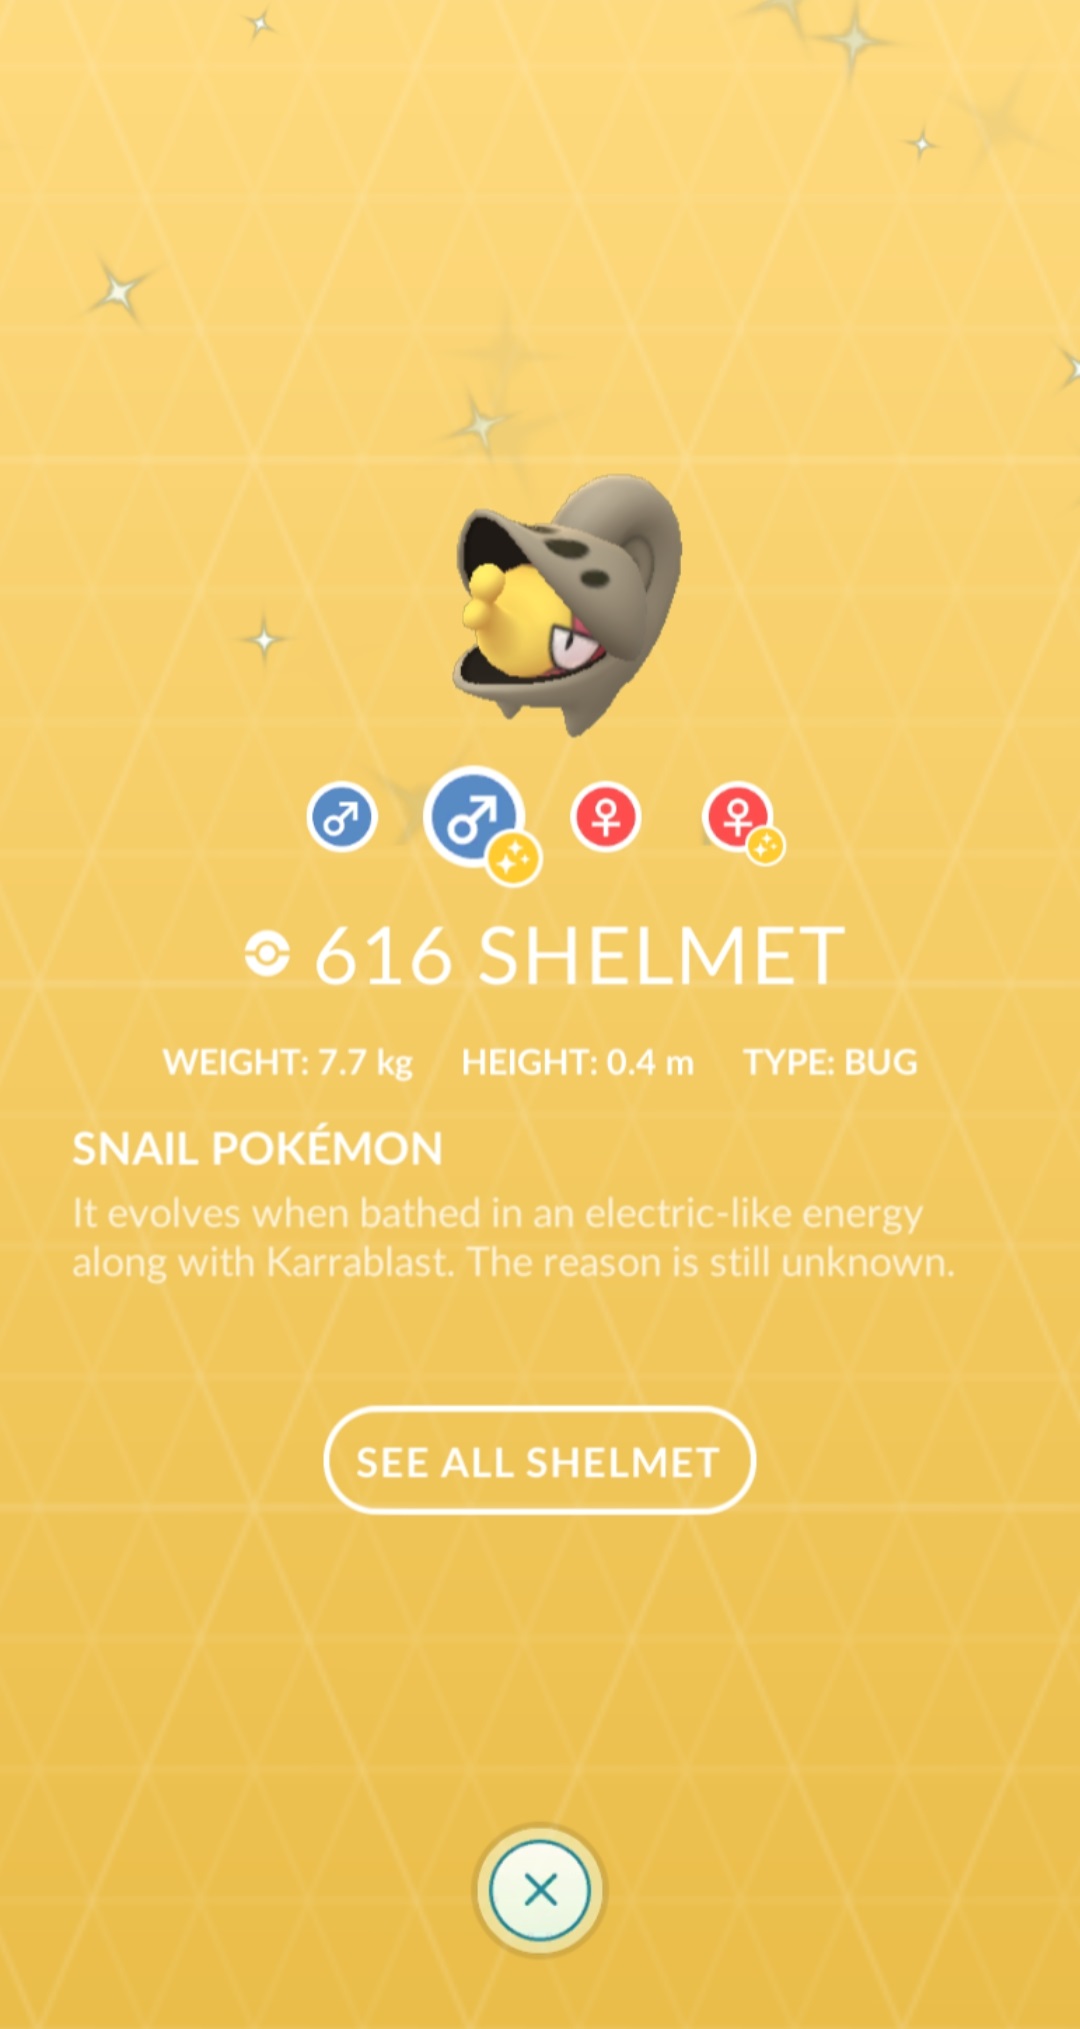 616 SHELMET
WEIGHT: 7.7 kg HEIGHT: 0.4 m TYPE: BUG
SNAIL POKÉMON
It evolves when bathed in an electric-like energy
along with Karrablast. The reason is still unknown.
SEE ALL SHELMET